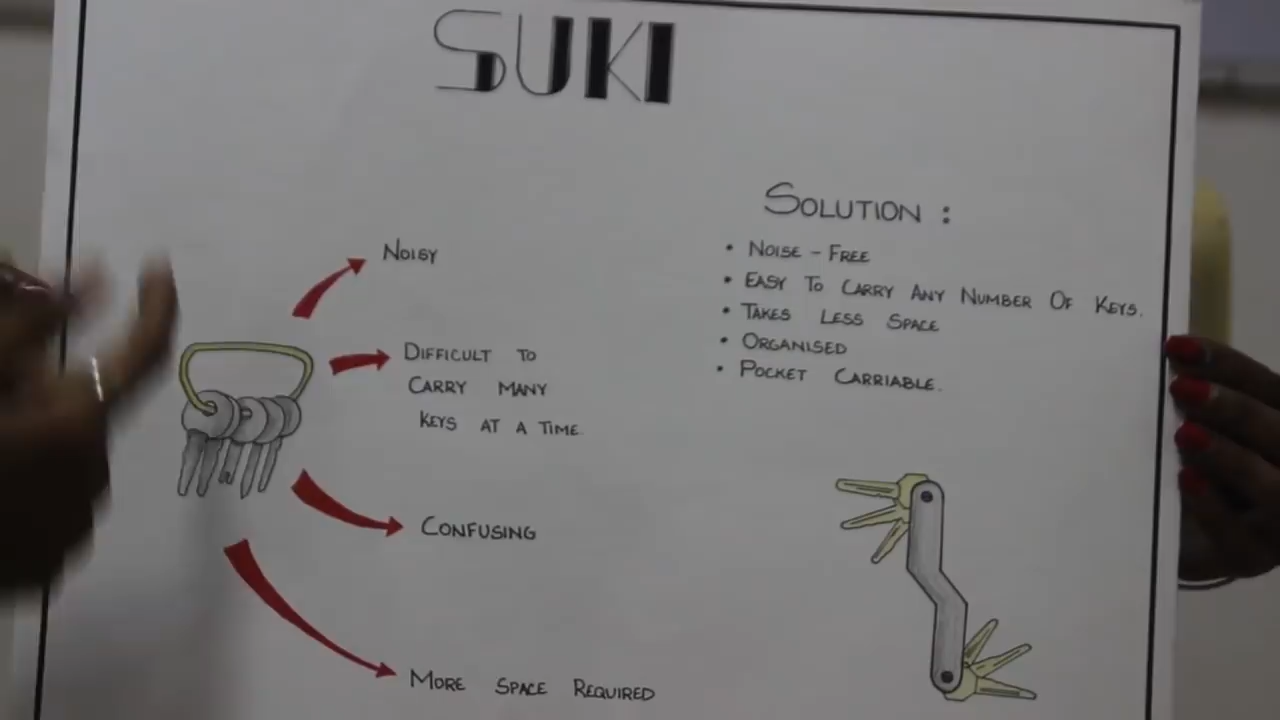 SUKI
NOISY
DIFFICULT TO
CARRY MANY
KEYS AT A TIME.
CONFUSING
MORE SPACE REQUIRED
SOLUTION :
• NOISE - FREE
• EASY TO CARRY ANY NUMBER OF KEYS.
• TAKES LESS SPACE
• ORGANISED
• POCKET CARRIABLE.